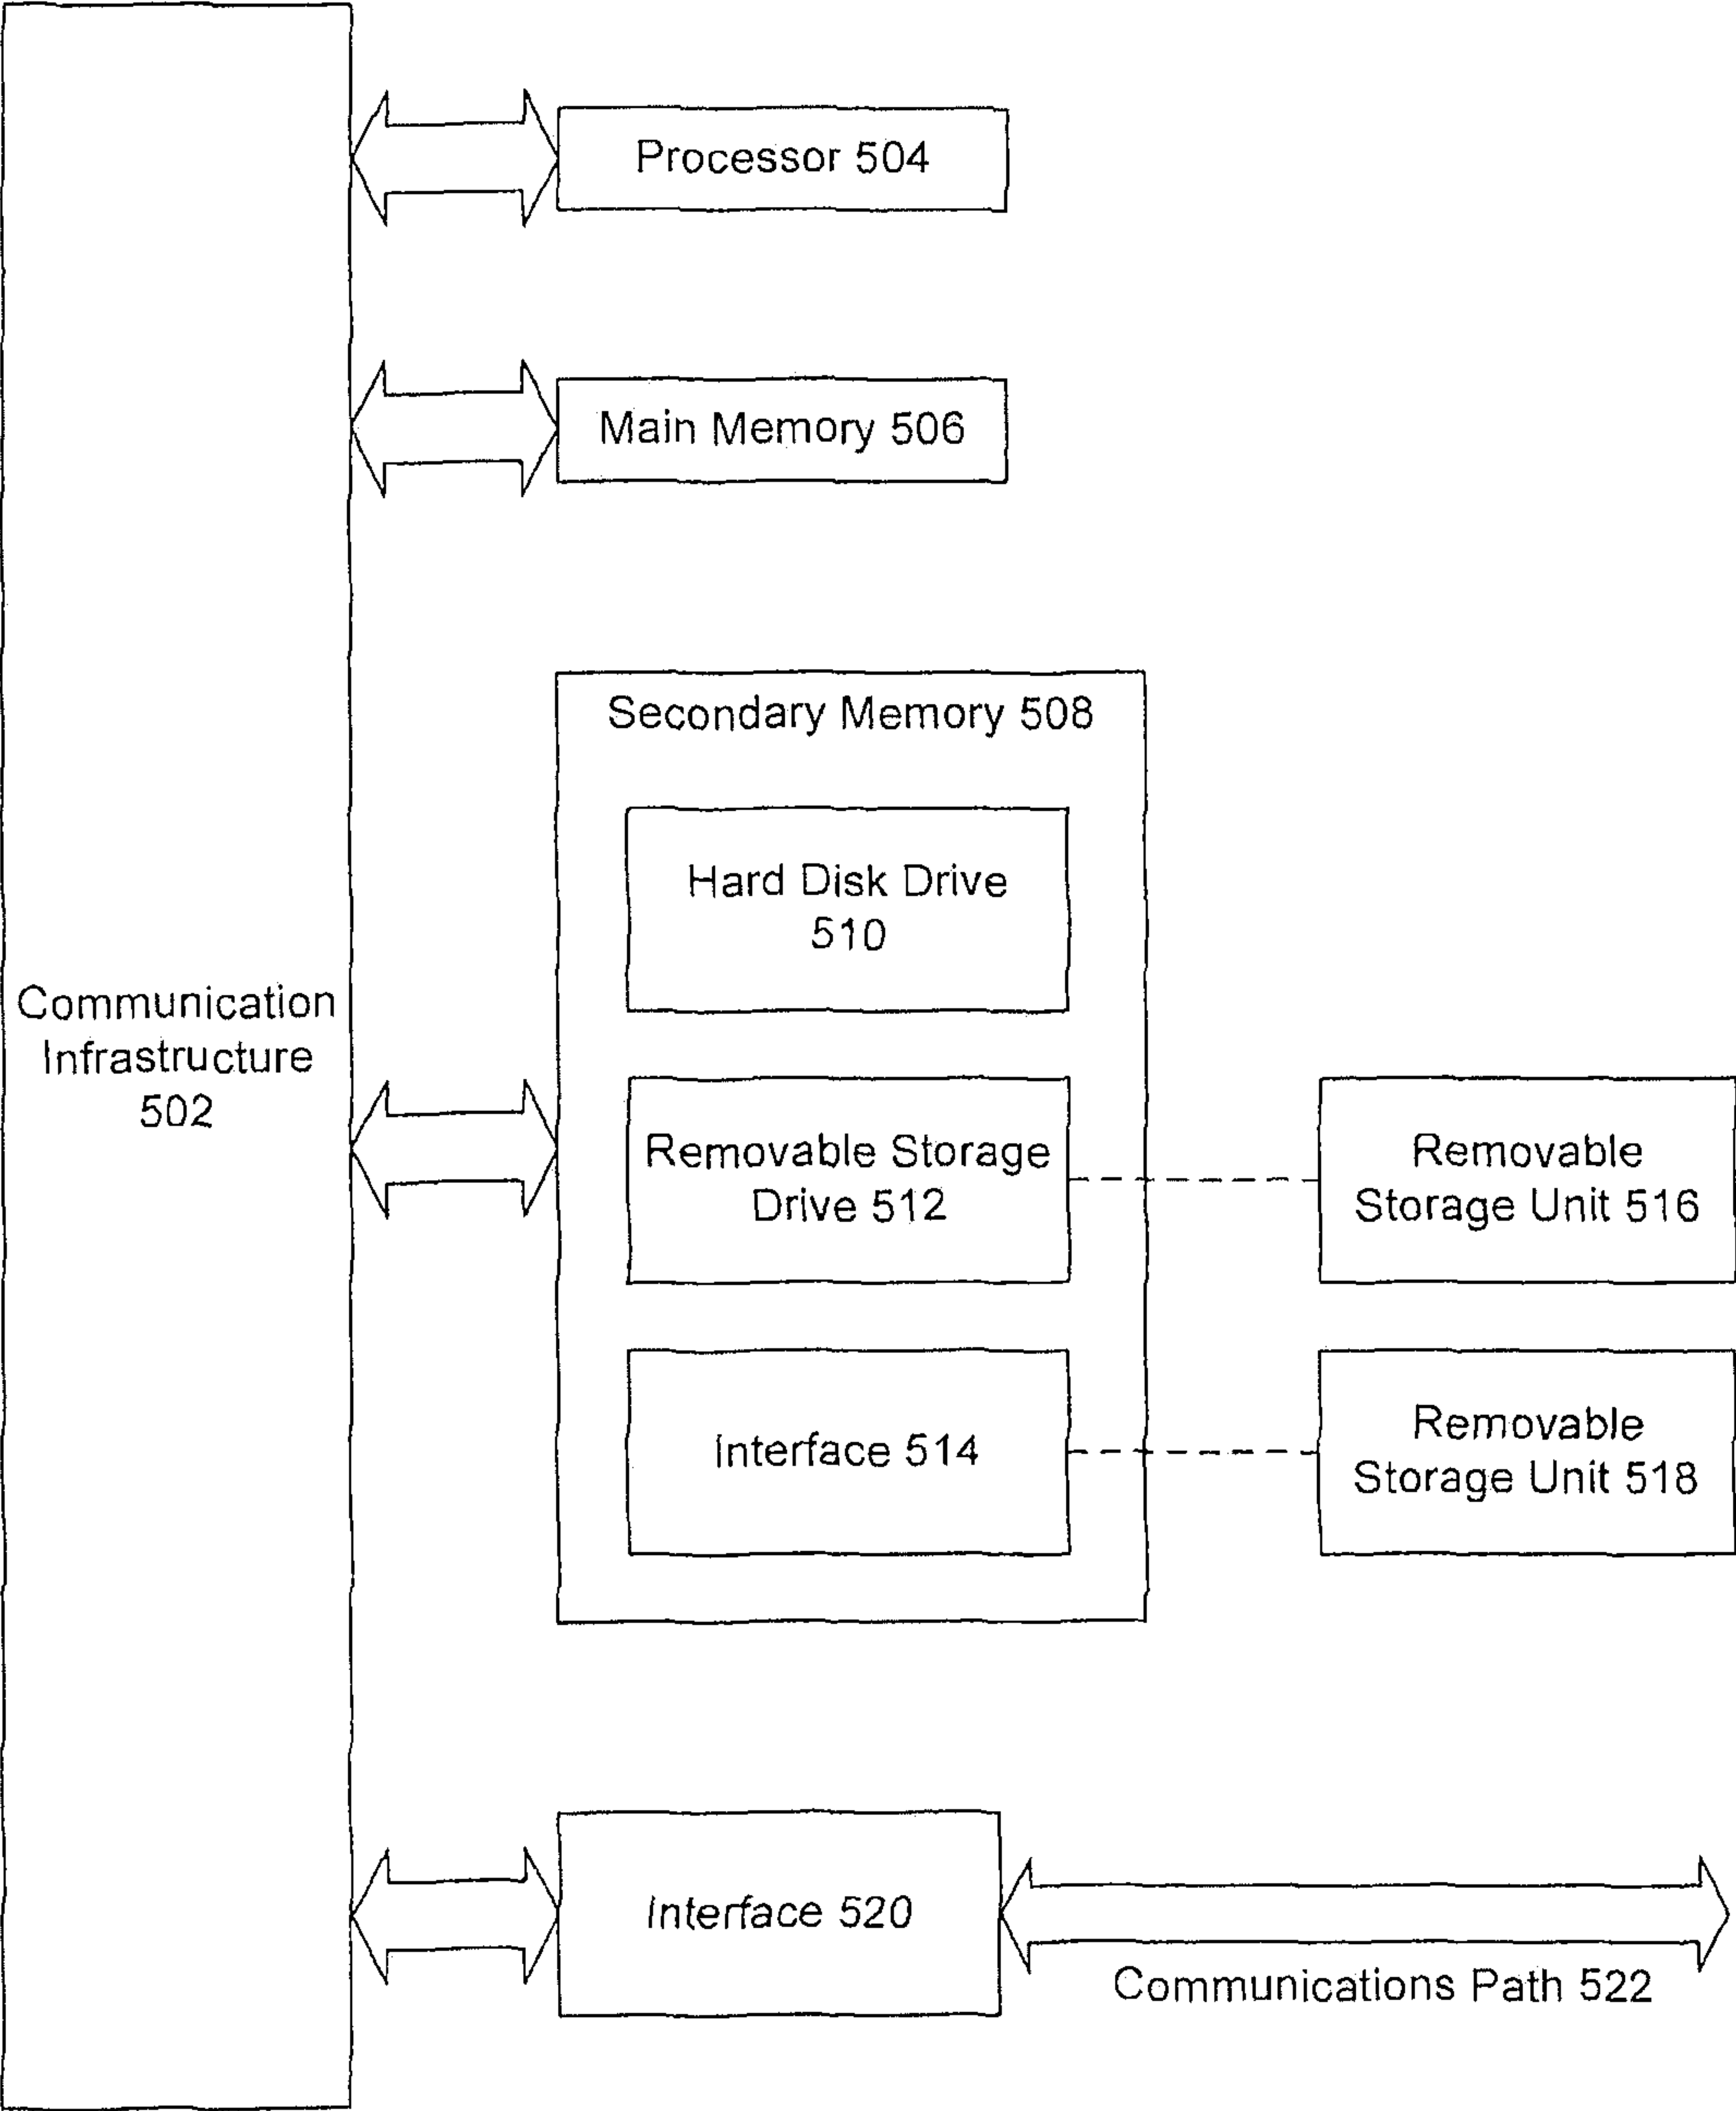 Processor 504
Main Memory 506
Secondary Memory 508
Hard Disk Drive
510
Communication
Infrastructure
502
Removable Storage
Drive 512
Removable
Storage Unit 516
Interface 514
Removable
Storage Unit 518
Interface 520
Communications Path 522